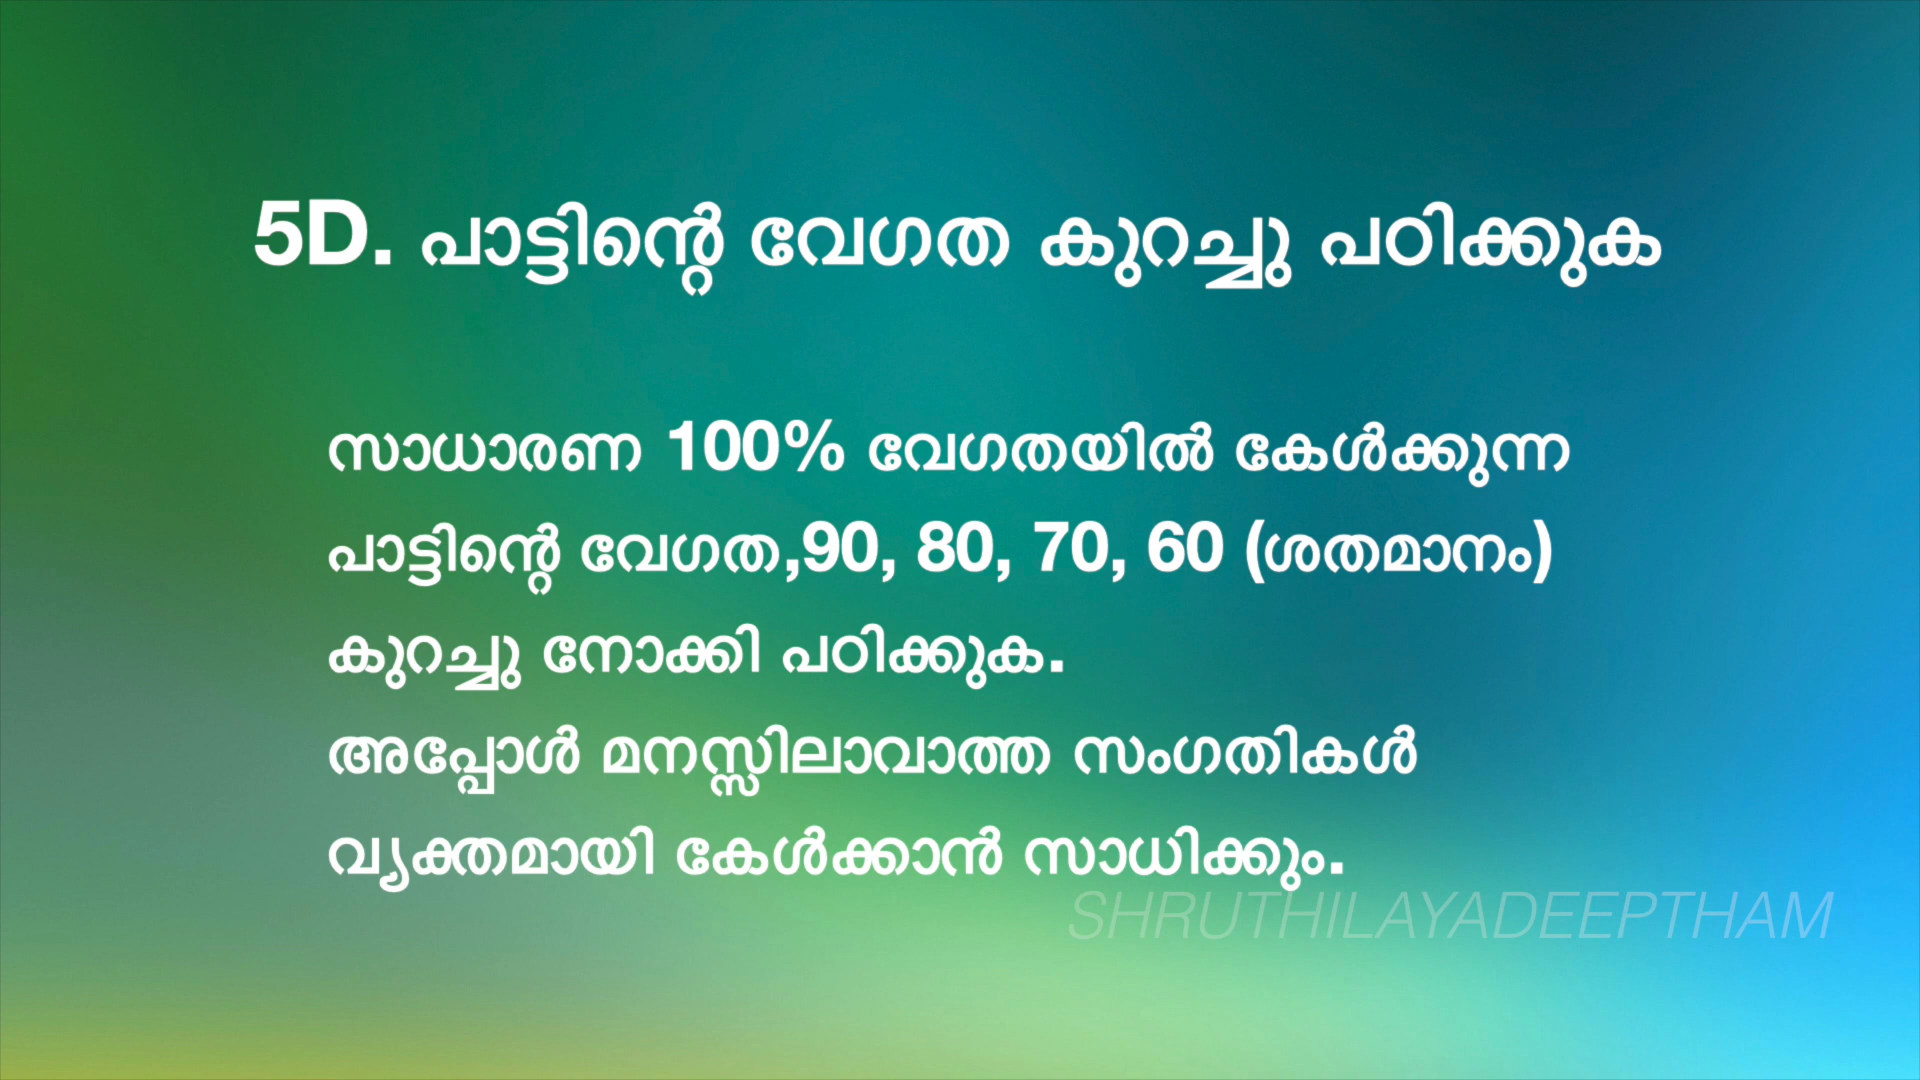 5D. പാട്ടിന്റെ വേഗത കുറച്ചു പഠിക്കുക
സാധാരണ 100% വേഗതയിൽ കേൾക്കുന്ന
പാട്ടിന്റെ വേഗത,90, 80, 70, 60 (ശതമാനം)
കുറച്ചു നോക്കി പഠിക്കുക.
അപ്പോൾ മനസ്സിലാവാത്ത സംഗതികൾ
വ്യക്തമായി കേൾക്കാൻ സാധിക്കും.
SHRUTHILAYADEEPTHAM